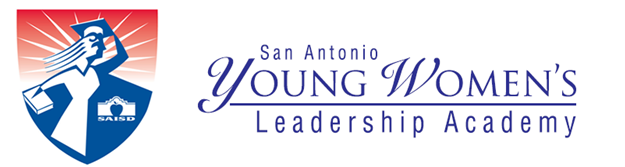 SAISD
San Antonio
Young Women's
Leadership Academy